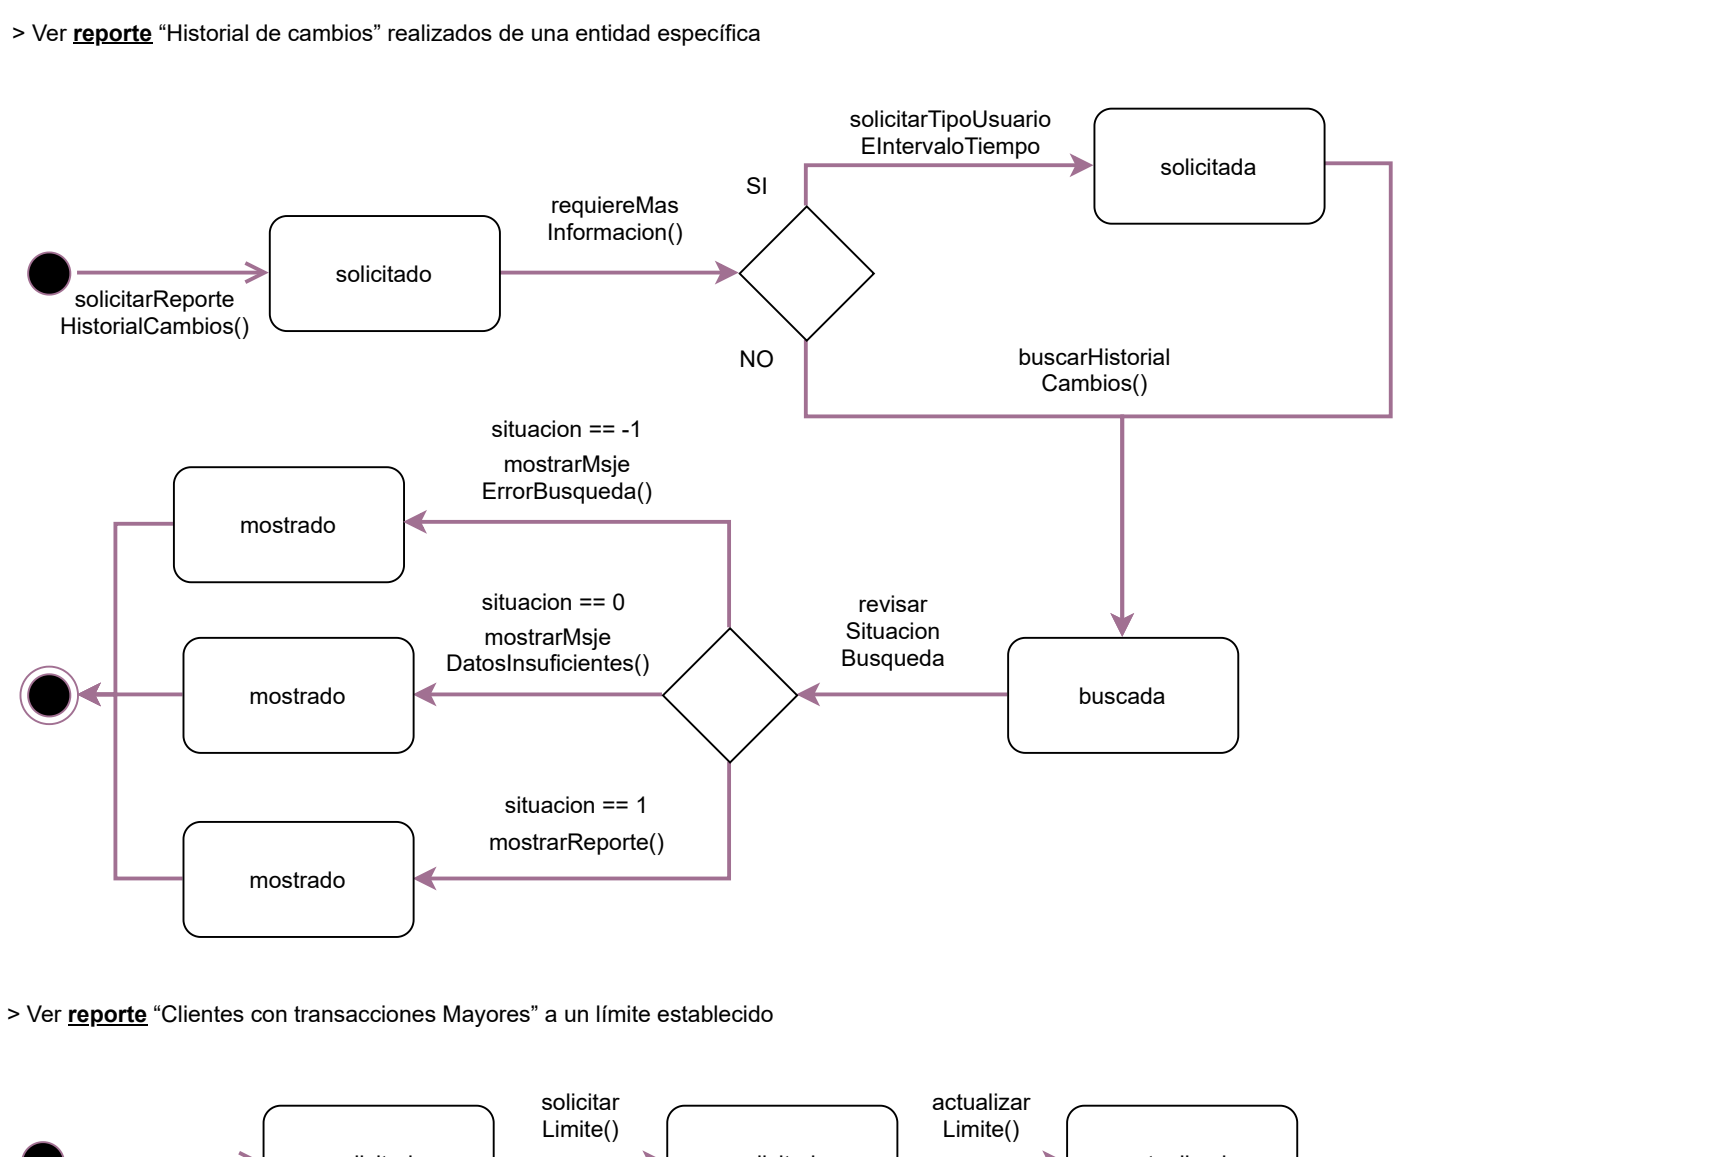 > Ver reporte “Historial de cambios” realizados de una entidad específica
solicitarTipoUsuario
EIntervaloTiempo
solicitada
SI
requiereMas
Informacion()
solicitado
solicitarReporte
HistorialCambios()
NO
buscarHistorial
Cambios()
situacion == -1
mostrarMsje
ErrorBusqueda()
mostrado
situacion == 0
mostrarMsje
DatosInsuficientes()
revisar
Situacion
Busqueda
mostrado
buscada
situacion == 1
mostrarReporte()
mostrado
> Ver reporte “Clientes con transacciones Mayores” a un límite establecido
solicitar
Limite()
actualizar
Limite()